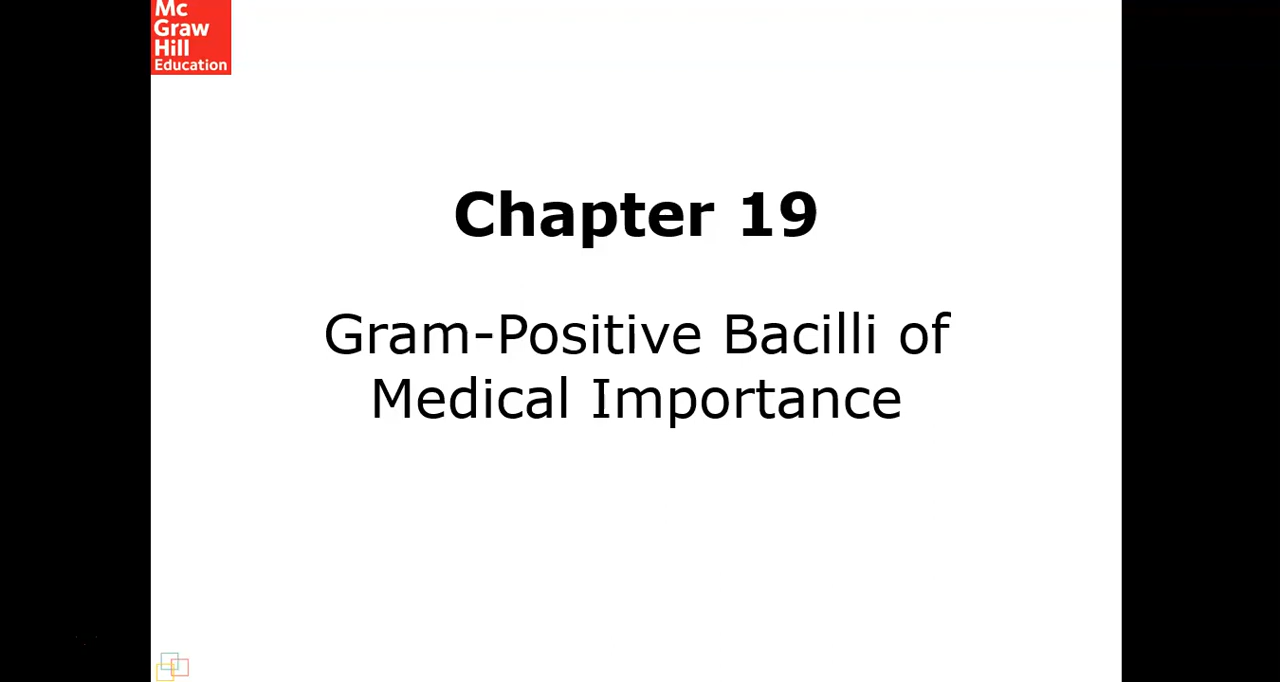 Mc
Graw
Hill
Education
Chapter 19
Gram-Positive Bacilli of
Medical Importance